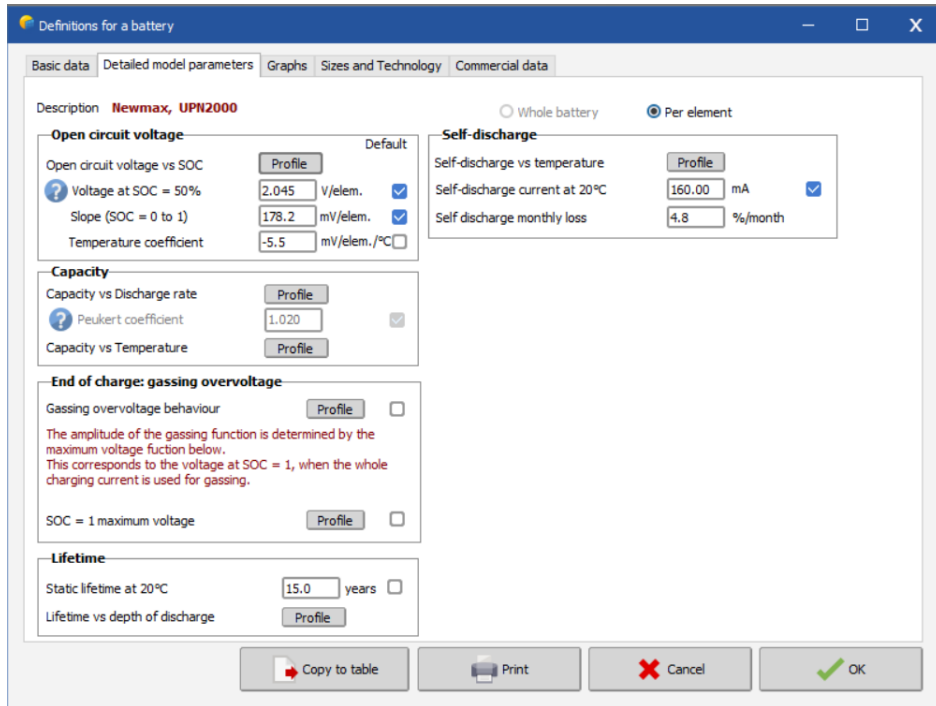 Definitions for a battery
Basic data Detailed model parameters Graphs Sizes and Technology Commercial data
Description Newmax, UPN2000
Whole battery Per element
Open circuit voltage
Default
Open circuit voltage vs SOC Profile
? Voltage at SOC = 50% 2.045 V/elem.
Slope (SOC = 0 to 1) 178.2 mV/elem.
Temperature coefficient -5.5 mV/elem./°C
Capacity
Capacity vs Discharge rate Profile
? Peukert coefficient 1.020
Capacity vs Temperature Profile
End of charge: gassing overvoltage
Gassing overvoltage behaviour Profile
The amplitude of the gassing function is determined by the
maximum voltage fuction below.
This corresponds to the voltage at SOC = 1, when the whole
charging current is used for gassing.
SOC = 1 maximum voltage Profile
Lifetime
Static lifetime at 20°C 15.0 years
Lifetime vs depth of discharge Profile
Self-discharge
Self-discharge vs temperature Profile
Self-discharge current at 20°C 160.00 mA
Self discharge monthly loss 4.8 %/month
Copy to table Print Cancel OK